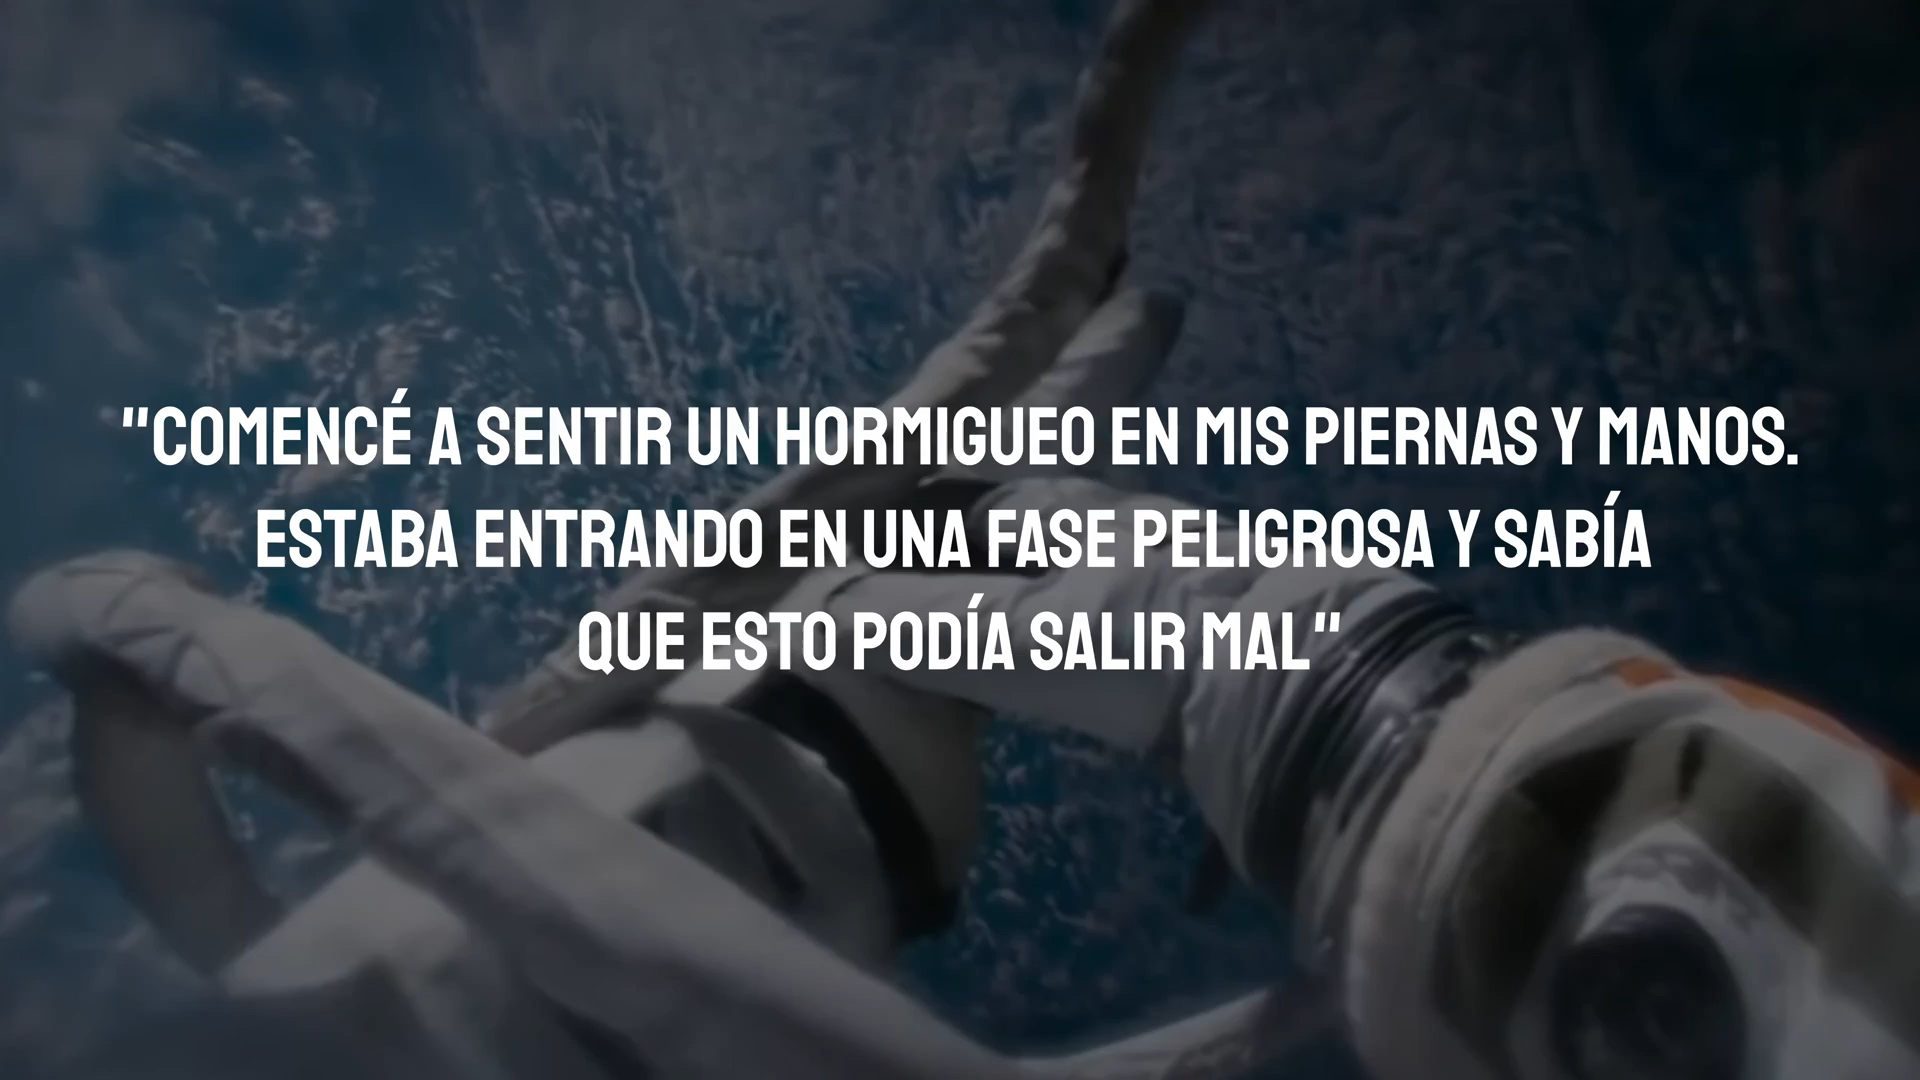 "COMENCÉ A SENTIR UN HORMIGUEO EN MIS PIERNAS Y MANOS.
ESTABA ENTRANDO EN UNA FASE PELIGROSA Y SABÍA
QUE ESTO PODÍA SALIR MAL"